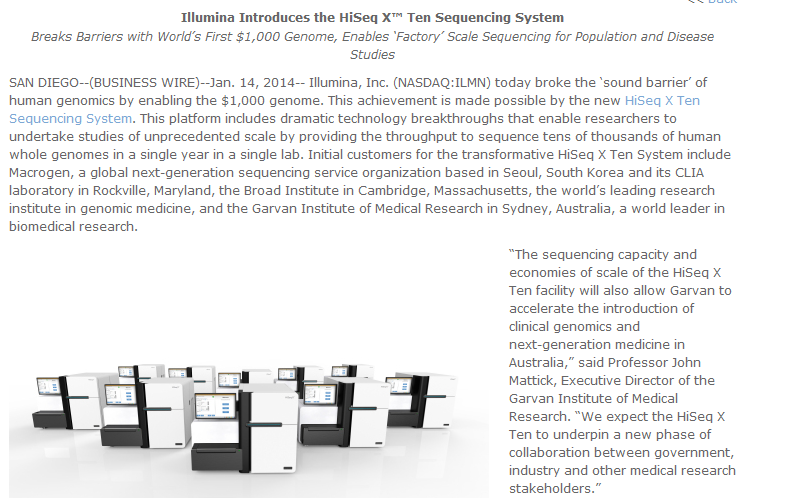 << Back
Illumina Introduces the HiSeq X™ Ten Sequencing System
Breaks Barriers with World's First $1,000 Genome, Enables 'Factory' Scale Sequencing for Population and Disease
Studies
SAN DIEGO--(BUSINESS WIRE)--Jan. 14, 2014-- Illumina, Inc. (NASDAQ:ILMN) today broke the 'sound barrier' of
human genomics by enabling the $1,000 genome. This achievement is made possible by the new HiSeq X Ten
Sequencing System. This platform includes dramatic technology breakthroughs that enable researchers to
undertake studies of unprecedented scale by providing the throughput to sequence tens of thousands of human
whole genomes in a single year in a single lab. Initial customers for the transformative HiSeq X Ten System include
Macrogen, a global next-generation sequencing service organization based in Seoul, South Korea and its CLIA
laboratory in Rockville, Maryland, the Broad Institute in Cambridge, Massachusetts, the world's leading research
institute in genomic medicine, and the Garvan Institute of Medical Research in Sydney, Australia, a world leader in
biomedical research.
"The sequencing capacity and
economies of scale of the HiSeq X
Ten facility will also allow Garvan to
accelerate the introduction of
clinical genomics and
next-generation medicine in
Australia," said Professor John
Mattick, Executive Director of the
Garvan Institute of Medical
Research. "We expect the HiSeq X
Ten to underpin a new phase of
collaboration between government,
industry and other medical research
stakeholders."